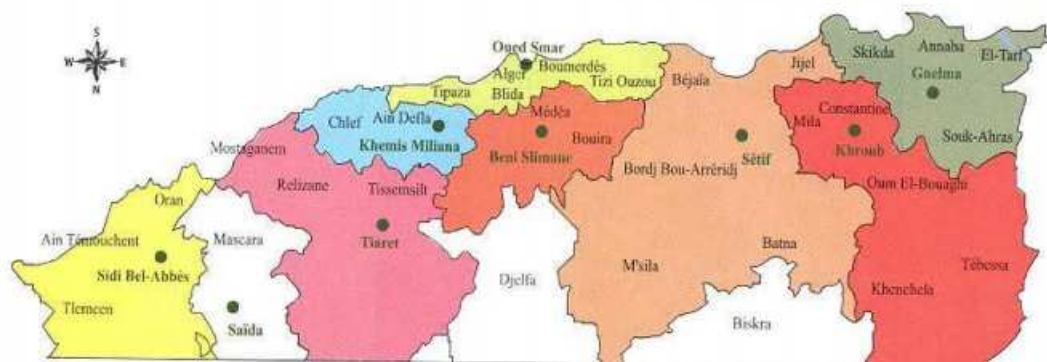 S
W E
N
Oued Smar
Alger
Boumerdès
Tipaza
Blida
Tizi Ouzou
Béjaïa
Jijel
Skikda
Annaba
El-Tarf
Guelma
Souk-Ahras
Chlef
Ain Defla
Khemis Miliana
Médéa
Bouira
Beni Slimane
Mila
Constantine
Khroub
Mostaganem
Relizane
Tissemsilt
Tiaret
Bordj Bou-Arréridj
Sétif
Oum El-Bouaghi
Oran
Ain Témouchent
Sidi Bel-Abbès
Tlemcen
Mascara
Saïda
Djelfa
M'sila
Batna
Biskra
Khenchela
Tébessa